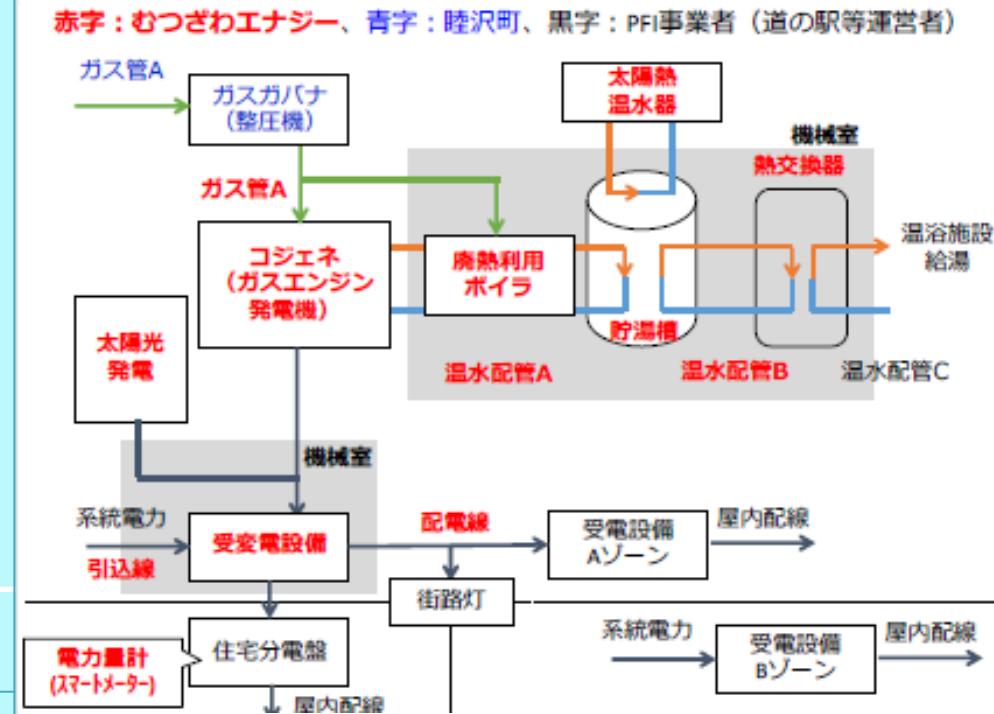 赤字：むつざわエナジー、青字：睦沢町、黒字：PFI事業者（道の駅等運営者）
ガス管A
ガスガバナ
（整圧機）
太陽熱
温水器
機械室
熱交換器
ガス管A
コジェネ
（ガスエンジン
発電機）
廃熱利用
ボイラ
温浴施設
給湯
貯湯槽
太陽光
発電
温水配管A
温水配管B
温水配管C
機械室
系統電力
引込線
受変電設備
配電線
受電設備
Aゾーン
屋内配線
街路灯
系統電力
受電設備
Bゾーン
屋内配線
電力量計
(スマートメーター)
住宅分電盤
屋内配線